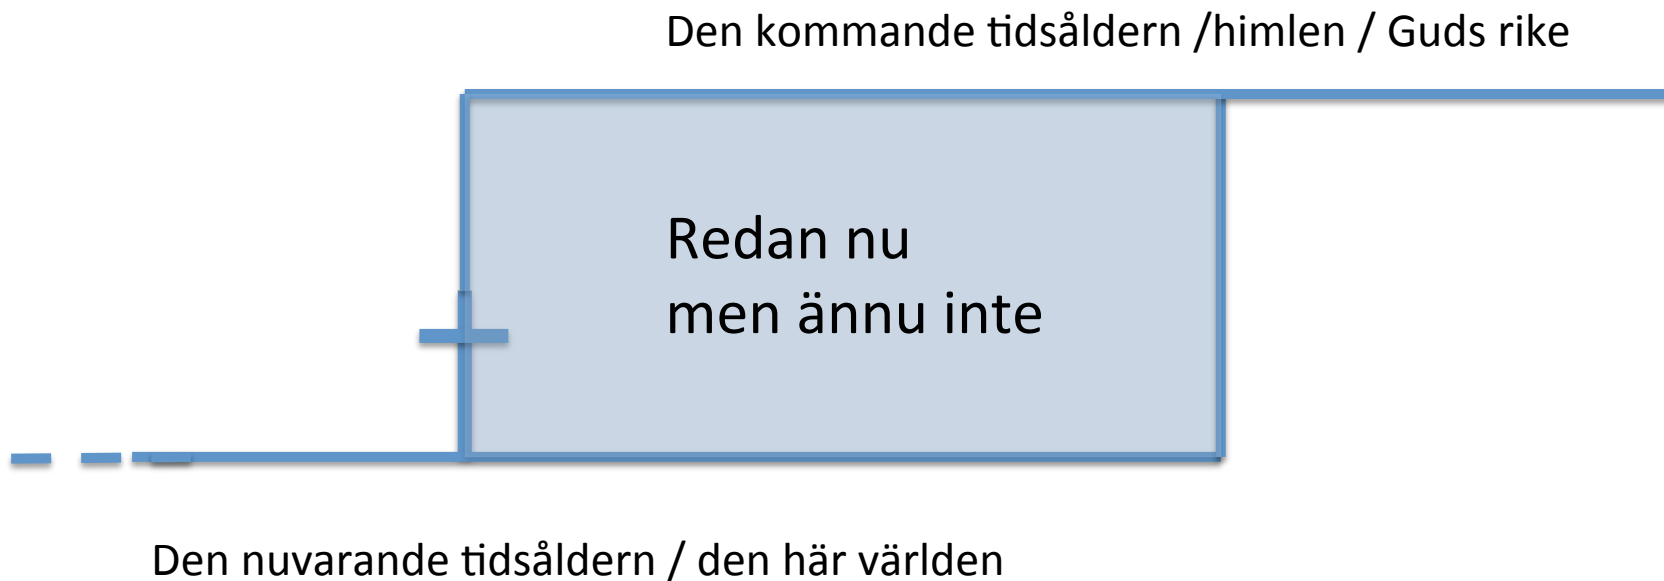 Den kommande tidsåldern /himlen / Guds rike
Redan nu
men ännu inte
Den nuvarande tidsåldern / den här världen